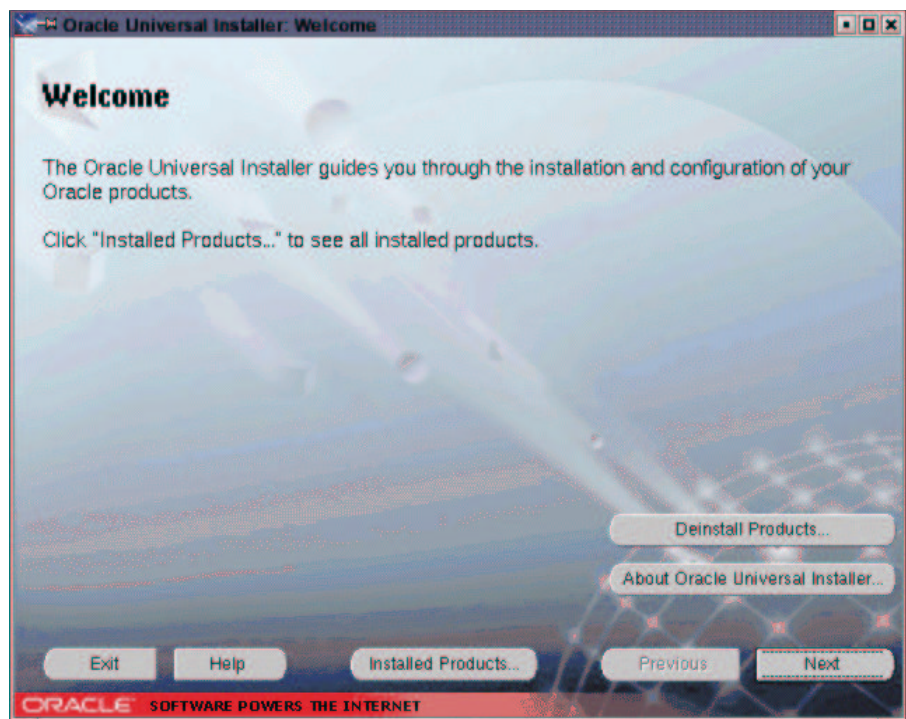 Oracle Universal Installer: Welcome
Welcome
The Oracle Universal Installer guides you through the installation and configuration of your
Oracle products.
Click "Installed Products..." to see all installed products.
Deinstall Products...
About Oracle Universal Installer...
Exit
Help
Installed Products...
Previous
Next
ORACLE SOFTWARE POWERS THE INTERNET